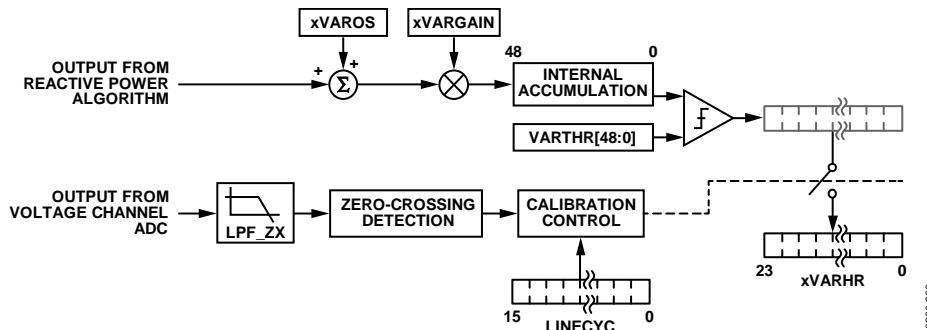 xVAROS
xVARGAIN
OUTPUT FROM
REACTIVE POWER
ALGORITHM
+
+
Σ
48
0
INTERNAL
ACCUMULATION
VARTHR[48:0]
OUTPUT FROM
VOLTAGE CHANNEL
ADC
LPF_ZX
ZERO-CROSSING
DETECTION
CALIBRATION
CONTROL
23
0
xVARHR
15
0
LINECYC